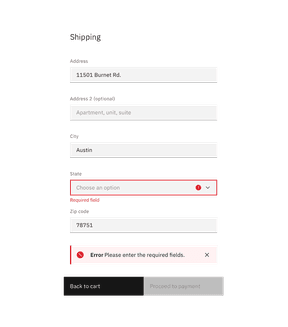 Shipping
Address
11501 Burnet Rd.
Address 2 (optional)
Apartment, unit, suite
City
Austin
State
Choose an option
Required field
Zip code
78751
Error Please enter the required fields.
Back to cart
Proceed to payment